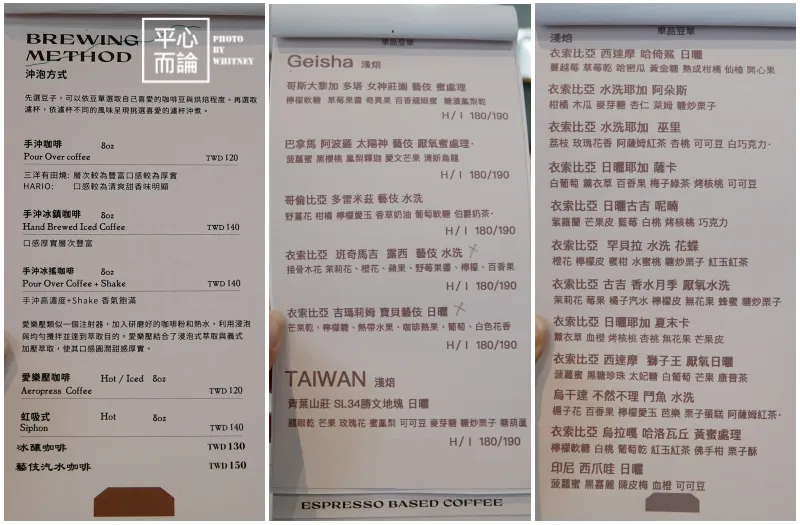 BREWING
METHOD
沖泡方式
平心
而論
PHOTO
BY
WHITNEY
先選豆子，可以依豆單選取自己喜愛的咖啡豆與烘焙程度。再選取
濾杯，依濾杯不同的風味呈現挑選喜愛的濾杯沖煮。
手沖咖啡 8oz
Pour Over coffee TWD 120
三洋有田燒: 層次較為豐富口感較為厚實
HARIO: 口感較為清爽甜香味明顯
手沖冰鎮咖啡 8oz
Hand Brewed Iced Coffee TWD 140
口感厚實層次豐富
手沖冰搖咖啡 8oz
Pour Over Coffee + Shake TWD 140
手沖高濃度+Shake 香氣飽滿
愛樂壓類似一個注射器，加入研磨好的咖啡粉和熱水，利用浸泡
與均勻攪拌並達到萃取目的。愛樂壓結合了浸泡式萃取與義式
加壓萃取，使其口感圓潤甜感厚實。
愛樂壓咖啡 Hot / Iced 8oz
Aeropress Coffee TWD 120
虹吸式 Hot 8oz
Siphon TWD 140
冰釀咖啡 TWD 130
藝伎汽水咖啡 TWD 150
單品豆單
Geisha 淺焙
哥斯大黎加 多塔 女神莊園 藝伎 蜜處理
檸檬軟糖 草莓果醬 奇異果 百香雛眼蜜 糖漬鳳梨乾
H / I 180/190
巴拿馬 阿波羅 太陽神 藝伎 厭氧蜜處理·
菠蘿蜜 黑櫻桃 鳳梨釋迦 愛文芒果 清新烏龍
H / I 180/190
哥倫比亞 多雷米茲 藝伎 水洗
野薑花 柑橘 檸檬愛玉 香草奶油 葡萄軟糖 伯爵奶茶·
H / I 180/190
衣索比亞 班奇馬吉 露西 藝伎 水洗
接骨木花 茉莉花、橙花、蘋果、野莓果醬、檸檬、百香果
H / I 180/190
衣索比亞 吉瑪莉姆 寶貝藝伎 日曬
芒果乾、檸檬糖、熱帶水果、咖啡熟果、葡萄、白色花香
H / I 180/190
TAIWAN 淺焙
青葉山莊 SL34勝文地塊 日曬
龍眼乾 芒果 玫瑰花 蜜鳳梨 可可豆 麥芽糖 糖炒栗子 糖葫蘆
H / I 180/190
ESPRESSO BASED COFFEE
單品豆單
淺焙
衣索比亞 西達摩 哈倚鯊 日曬
蔓越莓 草莓乾 哈密瓜 黃金糖 熟成柑橘 仙楂 開心果
衣索比亞 水洗耶加 阿朵斯
柑橘 木瓜 麥芽糖 杏仁 萊姆 糖炒栗子
衣索比亞 水洗耶加 巫里
荔枝 玫瑰花香 阿薩姆紅茶 杏桃 可可豆 白巧克力·
衣索比亞 日曬耶加 薩卡
白葡萄 薰衣草 百香果 梅子綠茶 烤核桃 可可豆
衣索比亞 日曬古吉 呢喃
紫羅蘭 芒果皮 藍莓 白桃 烤核桃 巧克力
衣索比亞 罕貝拉 水洗 花蝶
橙花 檸檬皮 蜜柑 水蜜桃 糖炒栗子 紅玉紅茶
衣索比亞 古吉 香水月季 厭氧水洗
茉莉花 莓果 橘子汽水 檸檬皮 無花果 蜂蜜 糖炒栗子
衣索比亞 日曬耶加 夏末卡
薰衣草 血橙 烤核桃 杏桃 無花果 芒果皮
衣索比亞 西達摩 獅子王 厭氧日曬
菠蘿蜜 黑糖珍珠 太妃糖 白葡萄 芒果 康普茶
烏干達 不然不理 鬥魚 水洗
梔子花 百香果 檸檬愛玉 芭樂 栗子蛋糕 阿薩姆紅茶·
衣索比亞 烏拉嘎 哈洛瓦丘 黃蜜處理
檸檬軟糖 白桃 葡萄乾 紅玉紅茶 佛手柑 栗子酥
印尼 西爪哇 日曬
菠蘿蜜 黑嘉麗 陳皮梅 血橙 可可豆